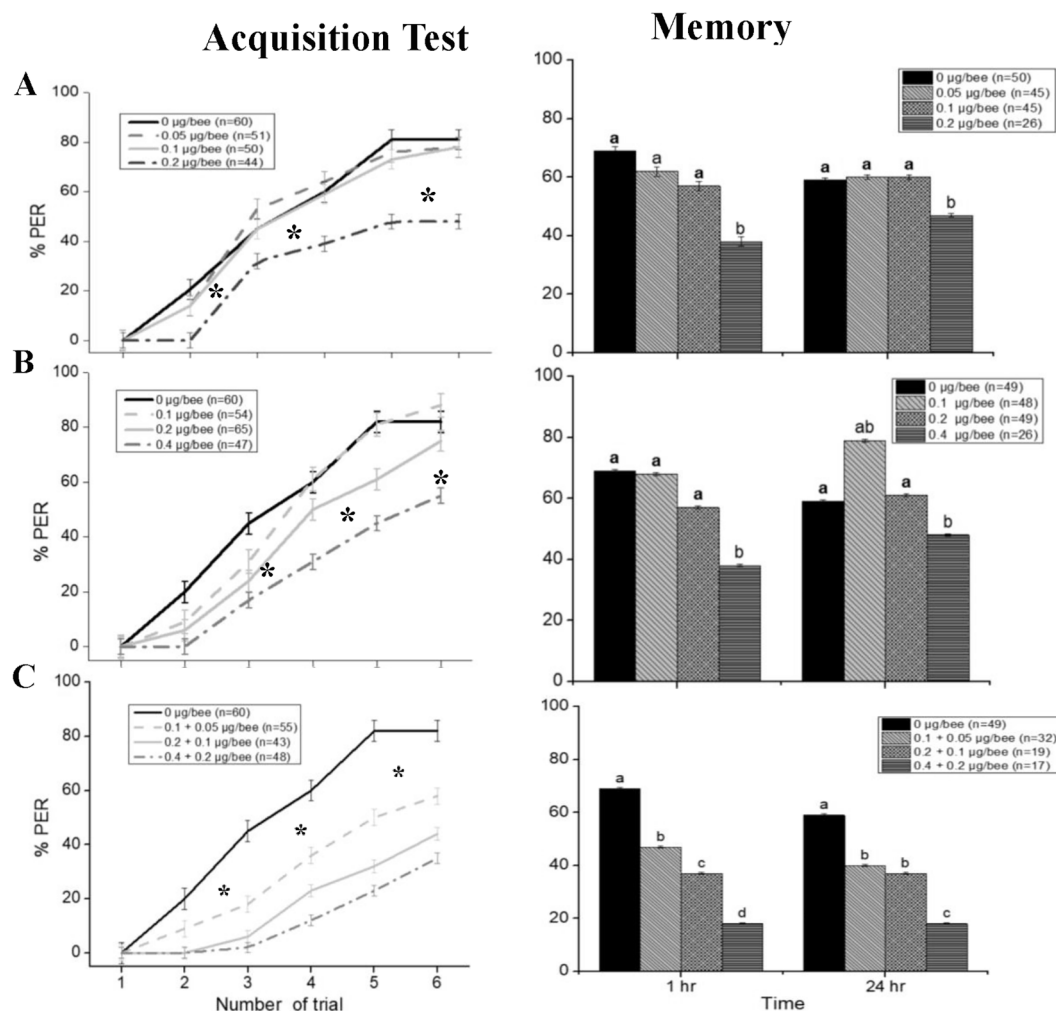 Acquisition Test
Memory
A
100
80
60
40
20
0
% PER
0 µg/bee (n=60)
0.05 µg/bee (n=51)
0.1 µg/bee (n=50)
0.2 µg/bee (n=44)
*
*
*
100
80
60
40
20
0
0 µg/bee (n=50)
0.05 µg/bee (n=45)
0.1 µg/bee (n=45)
0.2 µg/bee (n=26)
a
a
a
b
a
a
a
b
B
100
80
60
40
20
0
% PER
0 µg/bee (n=60)
0.1 µg/bee (n=54)
0.2 µg/bee (n=65)
0.4 µg/bee (n=47)
*
*
*
100
80
60
40
20
0
0 µg/bee (n=49)
0.1 µg/bee (n=48)
0.2 µg/bee (n=49)
0.4 µg/bee (n=26)
a
a
a
b
a
ab
a
b
C
100
80
60
40
20
0
% PER
0 µg/bee (n=60)
0.1 + 0.05 µg/bee (n=55)
0.2 + 0.1 µg/bee (n=43)
0.4 + 0.2 µg/bee (n=48)
*
*
*
1 2 3 4 5 6
Number of trial
100
80
60
40
20
0
0 µg/bee (n=49)
0.1 + 0.05 µg/bee (n=32)
0.2 + 0.1 µg/bee (n=19)
0.4 + 0.2 µg/bee (n=17)
a
b
c
d
a
b
b
c
1 hr 24 hr
Time